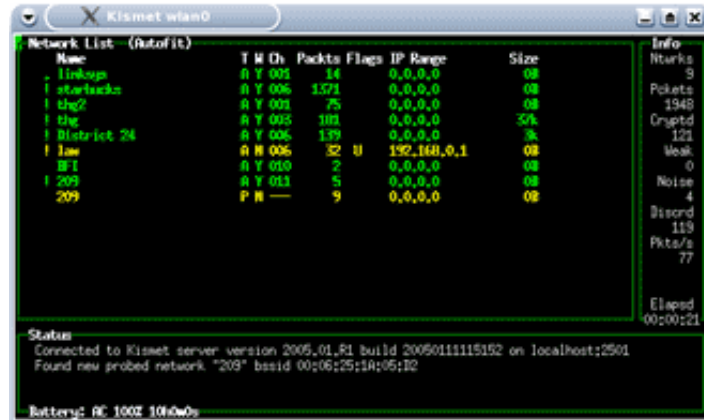 Kismet wlan0
Network List (Autofit)
Name T W Ch Packts Flags IP Range Size
. linksys A Y 001 14 0.0.0.0 0B
! starbucks A Y 006 1371 0.0.0.0 0B
! thg2 A Y 001 75 0.0.0.0 0B
! thg A Y 003 181 0.0.0.0 37k
! District 24 A Y 006 139 0.0.0.0 3k
! law A N 006 32 U 192.168.0.1 0B
BFI A Y 010 2 0.0.0.0 0B
! 209 A Y 011 5 0.0.0.0 0B
209 P N --- 9 0.0.0.0 0B
Info
Ntwrks
9
Pckets
1948
Cryptd
121
Weak
0
Noise
4
Discrd
119
Pkts/s
77
Elapsd
00:00:21
Status
Connected to Kismet server version 2005.01.R1 build 20050111115152 on localhost:2501
Found new probed network "209" bssid 00:06:25:1A:05:D2
Battery: AC 100% 10h0m0s